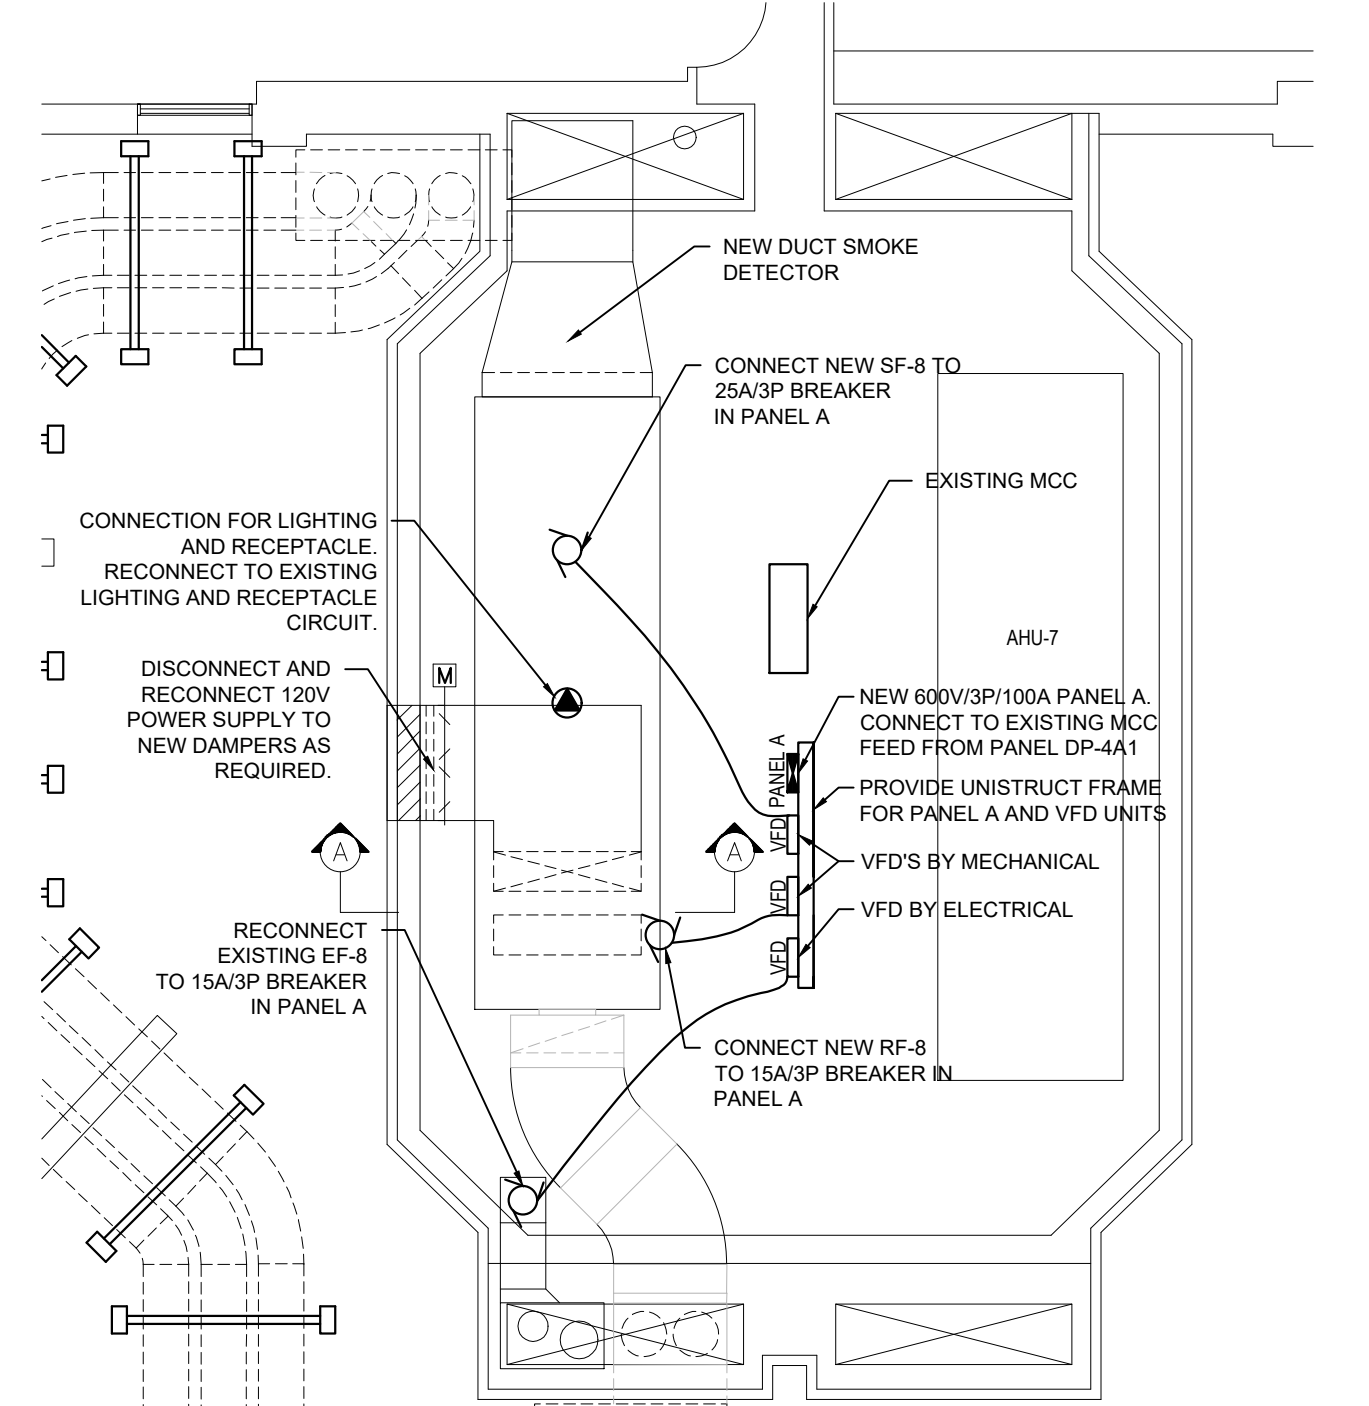 NEW DUCT SMOKE
DETECTOR
CONNECT NEW SF-8 TO
25A/3P BREAKER
IN PANEL A
EXISTING MCC
CONNECTION FOR LIGHTING
AND RECEPTACLE.
RECONNECT TO EXISTING
LIGHTING AND RECEPTACLE
CIRCUIT.
AHU-7
DISCONNECT AND
RECONNECT 120V
POWER SUPPLY TO
NEW DAMPERS AS
REQUIRED.
M
NEW 600V/3P/100A PANEL A.
CONNECT TO EXISTING MCC
FEED FROM PANEL DP-4A1
PANEL A
PROVIDE UNISTRUCT FRAME
FOR PANEL A AND VFD UNITS
VFD
A
A
VFD'S BY MECHANICAL
VFD
VFD BY ELECTRICAL
VFD
RECONNECT
EXISTING EF-8
TO 15A/3P BREAKER
IN PANEL A
CONNECT NEW RF-8
TO 15A/3P BREAKER IN
PANEL A